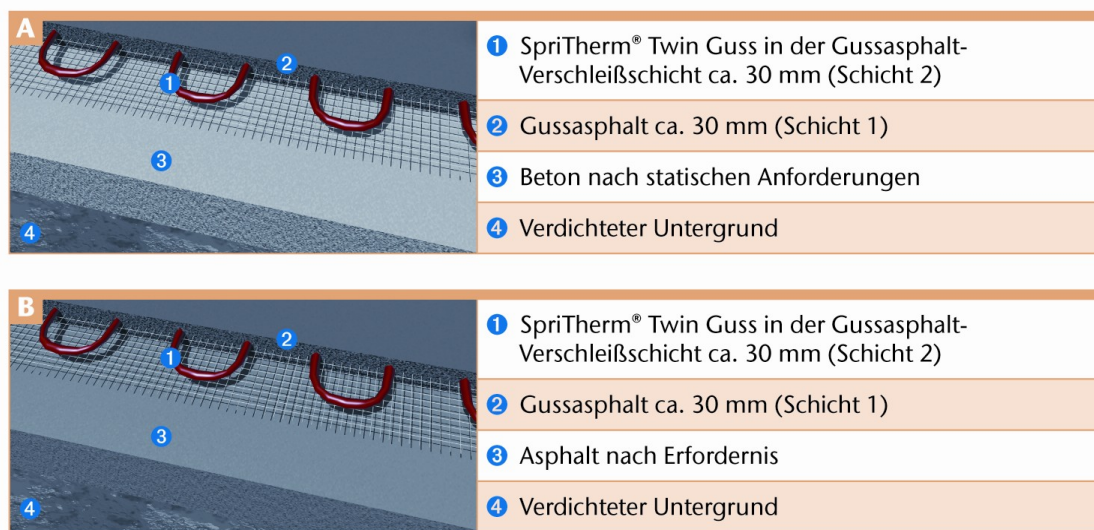 A
1 SpriTherm® Twin Guss in der Gussasphalt-
Verschleißschicht ca. 30 mm (Schicht 2)
2 Gussasphalt ca. 30 mm (Schicht 1)
3 Beton nach statischen Anforderungen
4 Verdichteter Untergrund
2
1
3
4
B
1 SpriTherm® Twin Guss in der Gussasphalt-
Verschleißschicht ca. 30 mm (Schicht 2)
2 Gussasphalt ca. 30 mm (Schicht 1)
3 Asphalt nach Erfordernis
4 Verdichteter Untergrund
2
1
3
4